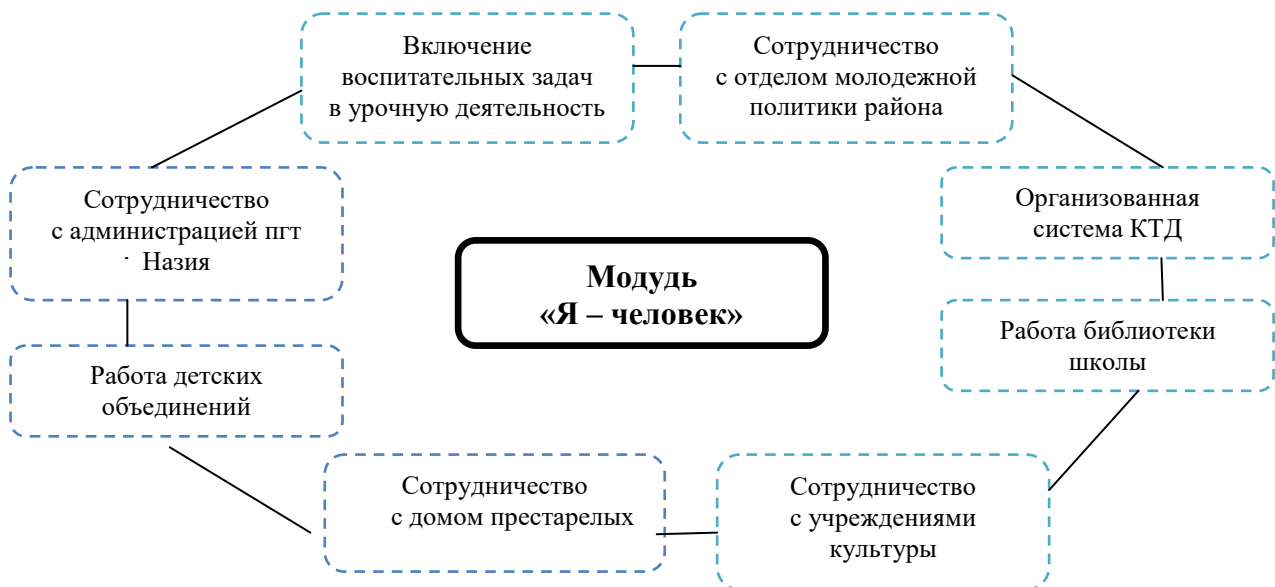 Включение
воспитательных задач
в урочную деятельность
Сотрудничество
с отделом молодежной
политики района
Сотрудничество
с администрацией пгт
Назия
Организованная
система КТД
Модудь
«Я – человек»
Работа детских
объединений
Работа библиотеки
школы
Сотрудничество
с домом престарелых
Сотрудничество
с учреждениями
культуры